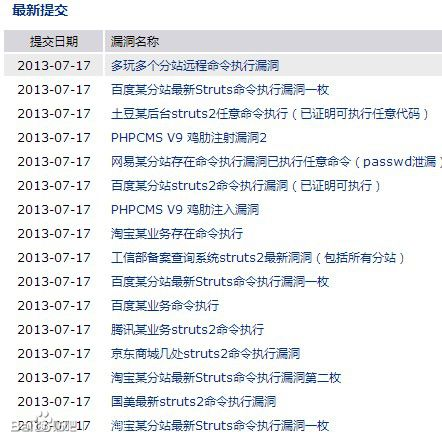 最新提交
提交日期 漏洞名称
2013-07-17 多玩多个分站远程命令执行漏洞
2013-07-17 百度某分站最新Struts命令执行漏洞一枚
2013-07-17 土豆某后台struts2任意命令执行（已证明可执行任意代码）
2013-07-17 PHPCMS V9 鸡肋注射漏洞2
2013-07-17 网易某分站存在命令执行漏洞已执行任意命令（passwd泄漏）
2013-07-17 百度某分站struts2命令执行漏洞（已证明可执行）
2013-07-17 PHPCMS V9 鸡肋注入漏洞
2013-07-17 淘宝某业务存在命令执行
2013-07-17 工信部备案查询系统struts2最新漏洞（包括所有分站）
2013-07-17 百度某分站最新Struts命令执行漏洞一枚
2013-07-17 百度某业务命令执行
2013-07-17 腾讯某业务struts2命令执行
2013-07-17 京东商城几处struts2命令执行漏洞
2013-07-17 淘宝某分站最新Struts命令执行漏洞第二枚
2013-07-17 国美最新struts2命令执行漏洞
2013-07-17 淘宝某分站最新Struts命令执行漏洞一枚